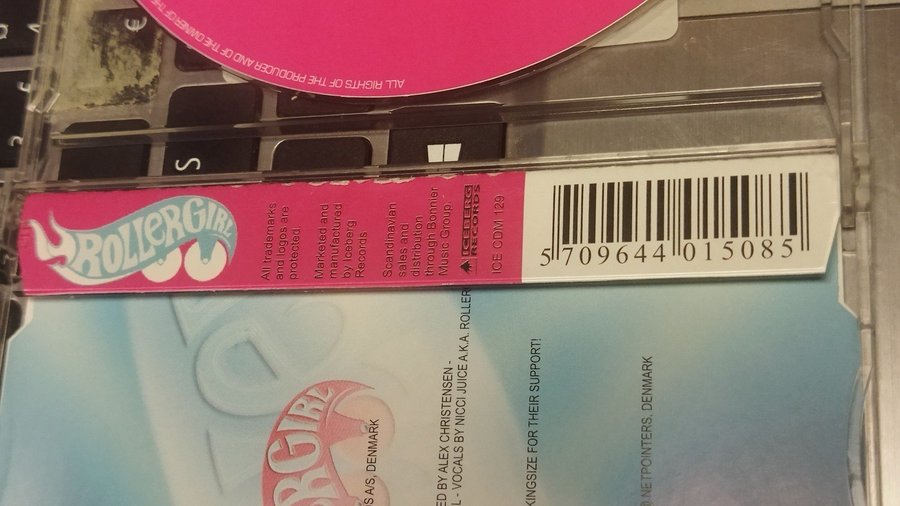 ALL RIGHTS OF THE PRODUCER AND OF THE OWNER OF THE
€
S
ROLLERGIRL
All trademarks
and logos are
protected.
Marketed and
manufactured
by Iceberg
Records
Scandinavian
sales and
distribution
through Bonnier
Music Group.
ICEBERG
RECORDS
ICE CDM 129
5 709644 015085
RGIRL
S A/S, DENMARK
ED BY ALEX CHRISTENSEN -
L - VOCALS BY NICCI JUICE A.K.A. ROLLER
KINGSIZE FOR THEIR SUPPORT!
NETPOINTERS, DENMARK